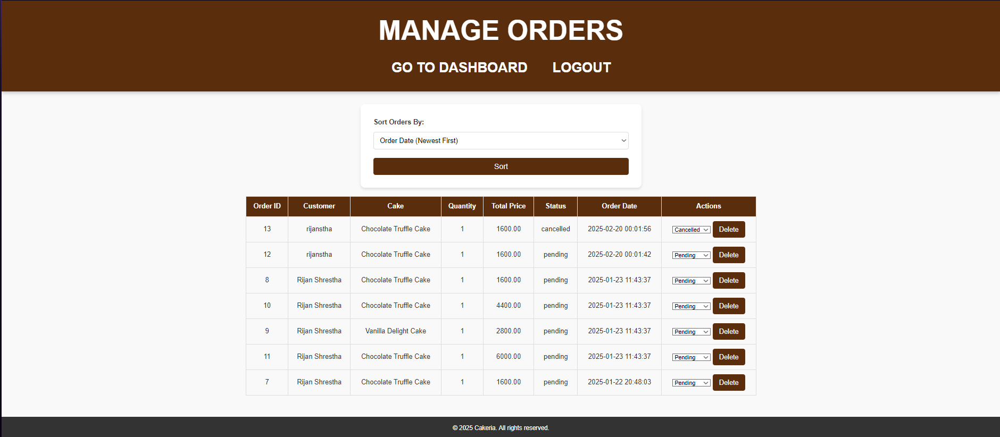 MANAGE ORDERS
GO TO DASHBOARD LOGOUT
Sort Orders By:
Order Date (Newest First)
Sort
Order ID Customer Cake Quantity Total Price Status Order Date Actions
13 rijanstha Chocolate Truffle Cake 1 1600.00 cancelled 2025-02-20 00:01:56 Cancelled Delete
12 rijanstha Chocolate Truffle Cake 1 1600.00 pending 2025-02-20 00:01:42 Pending Delete
8 Rijan Shrestha Chocolate Truffle Cake 1 1600.00 pending 2025-01-23 11:43:37 Pending Delete
10 Rijan Shrestha Chocolate Truffle Cake 1 4400.00 pending 2025-01-23 11:43:37 Pending Delete
9 Rijan Shrestha Vanilla Delight Cake 1 2800.00 pending 2025-01-23 11:43:37 Pending Delete
11 Rijan Shrestha Chocolate Truffle Cake 1 6000.00 pending 2025-01-23 11:43:37 Pending Delete
7 Rijan Shrestha Chocolate Truffle Cake 1 1600.00 pending 2025-01-22 20:48:03 Pending Delete
© 2025 Cakeria. All rights reserved.